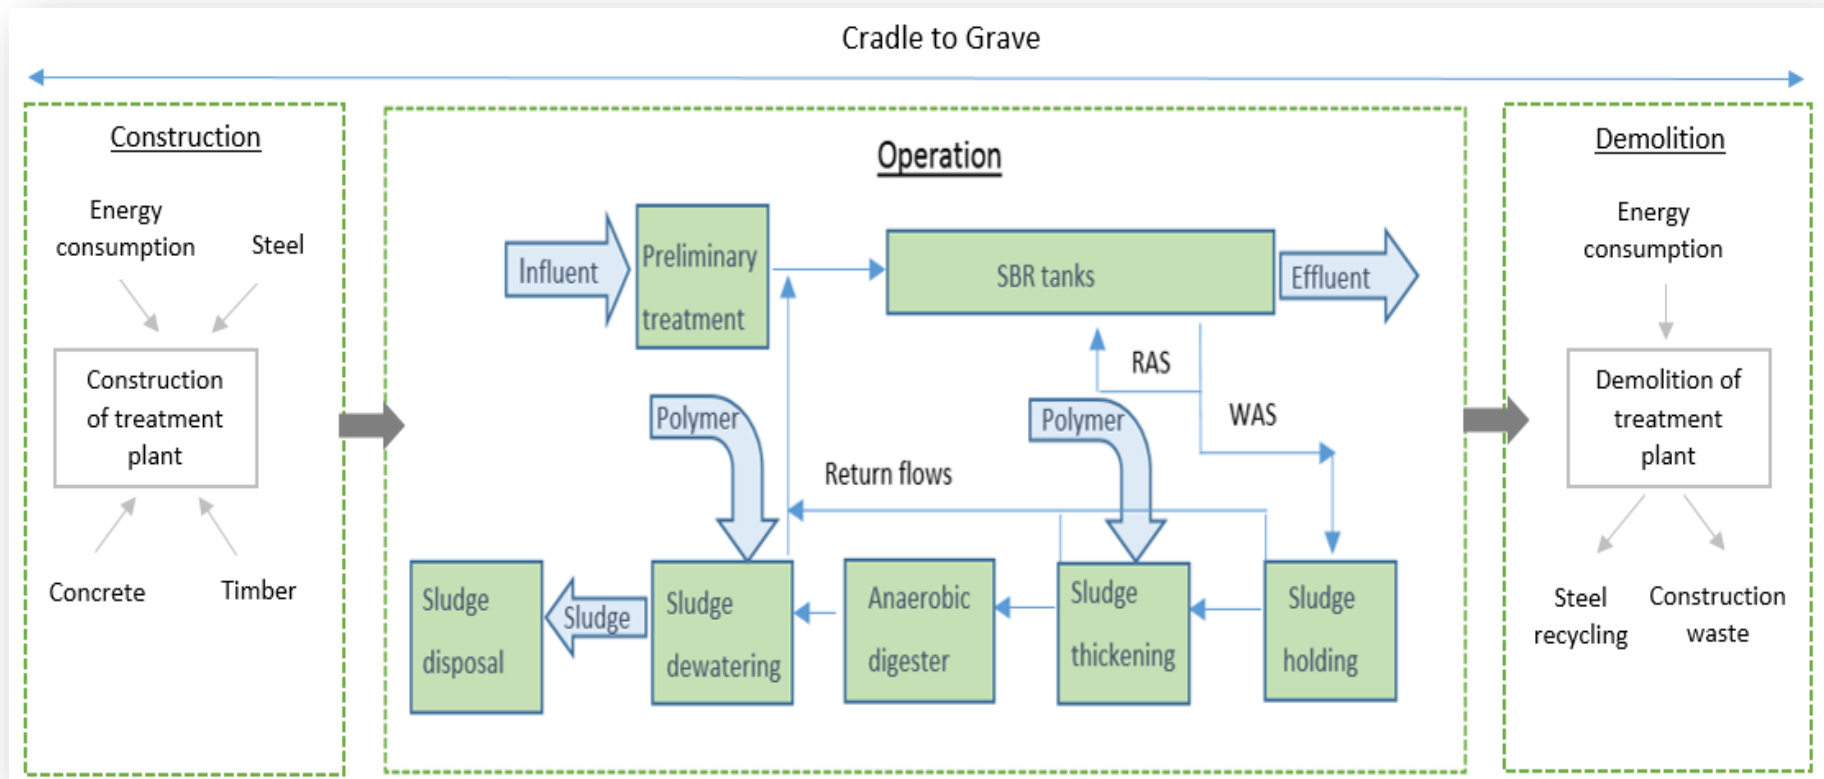 Cradle to Grave
Construction
Energy
consumption
Steel
Construction
of treatment
plant
Concrete
Timber
Operation
Influent
Preliminary
treatment
SBR tanks
Effluent
RAS
WAS
Polymer
Polymer
Return flows
Sludge
disposal
Sludge
Sludge
dewatering
Anaerobic
digester
Sludge
thickening
Sludge
holding
Demolition
Energy
consumption
Demolition of
treatment
plant
Steel
recycling
Construction
waste